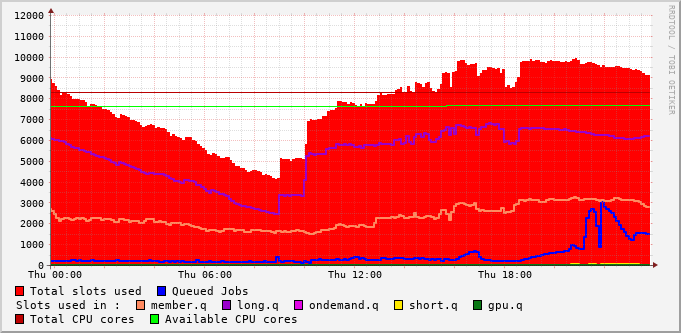 12000
11000
10000
9000
8000
7000
6000
5000
4000
3000
2000
1000
0
Thu 00:00 Thu 06:00 Thu 12:00 Thu 18:00
Total slots used Queued Jobs
Slots used in : member.q long.q ondemand.q short.q gpu.q
Total CPU cores Available CPU cores
RRDTOOL / TOBI OETIKER